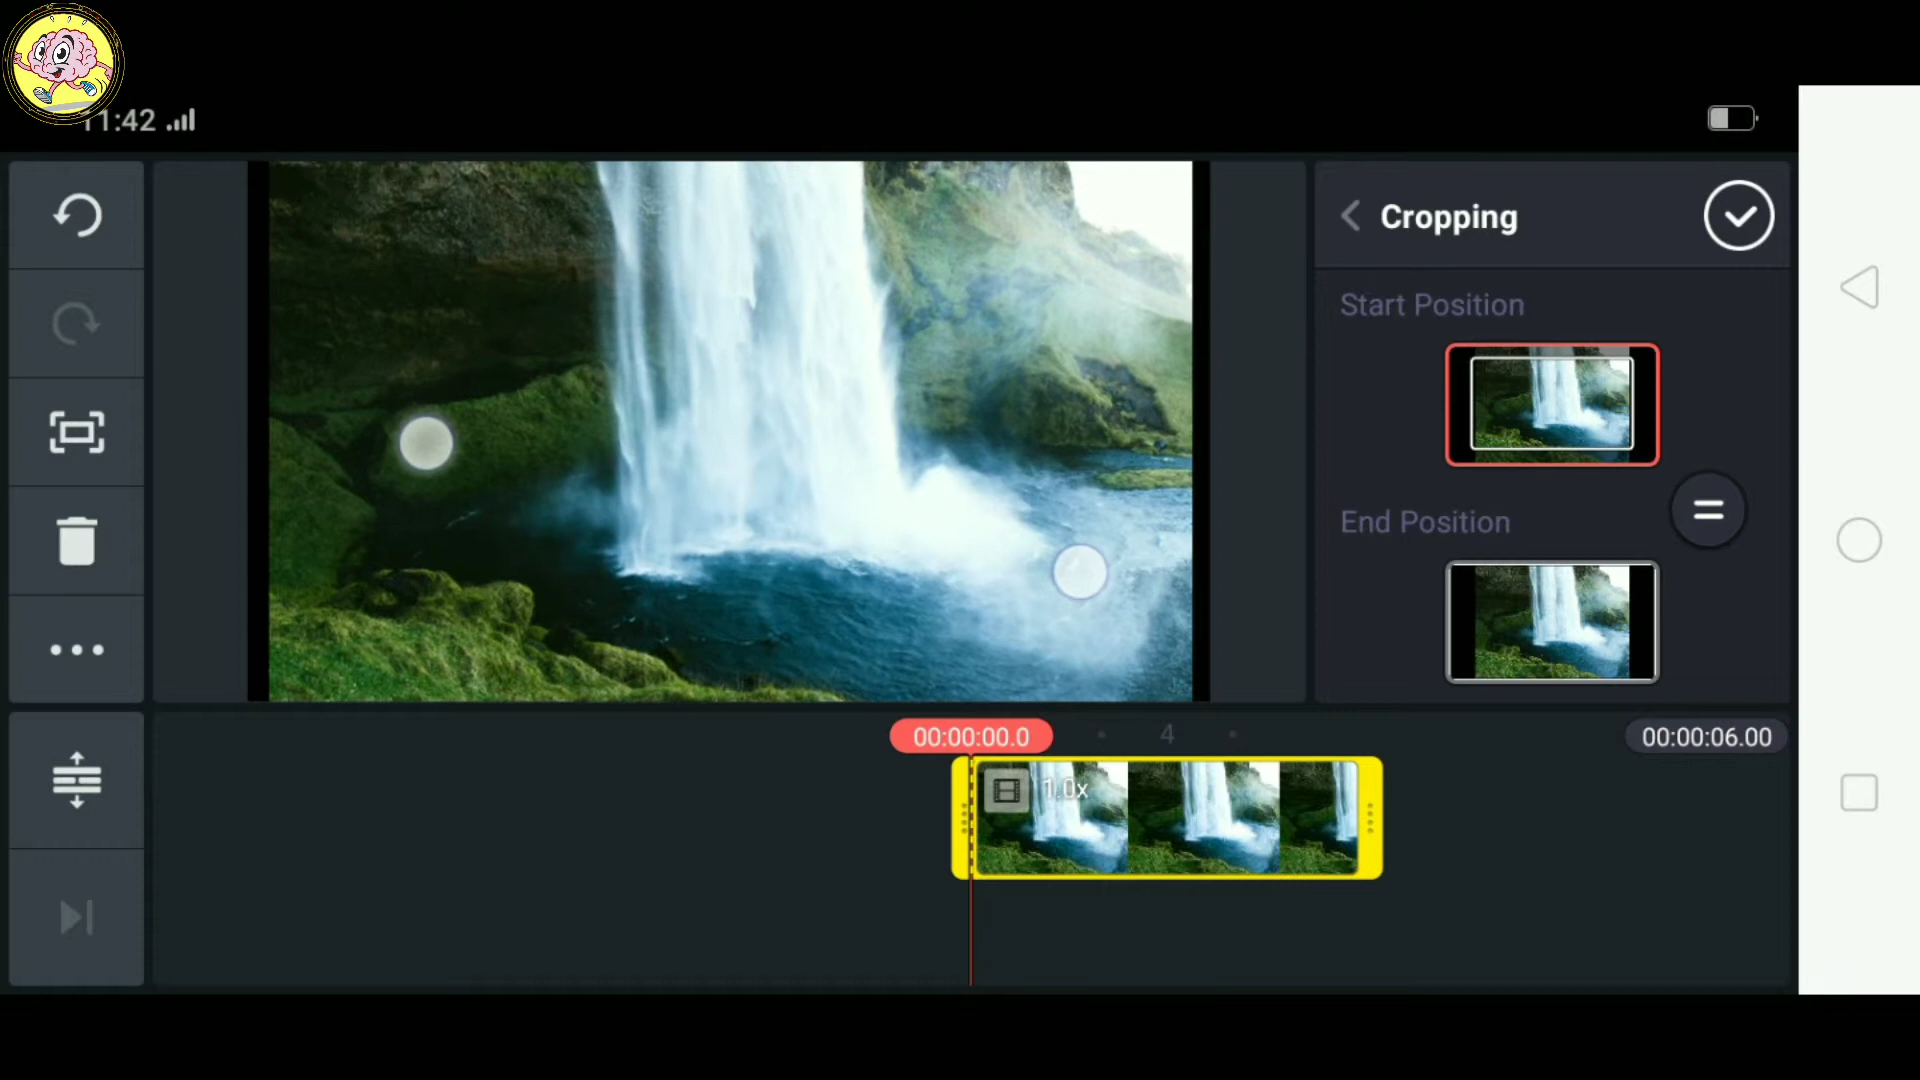 11:42
Cropping
Start Position
=
End Position
00:00:00.0
4
00:00:06.00
1.0x